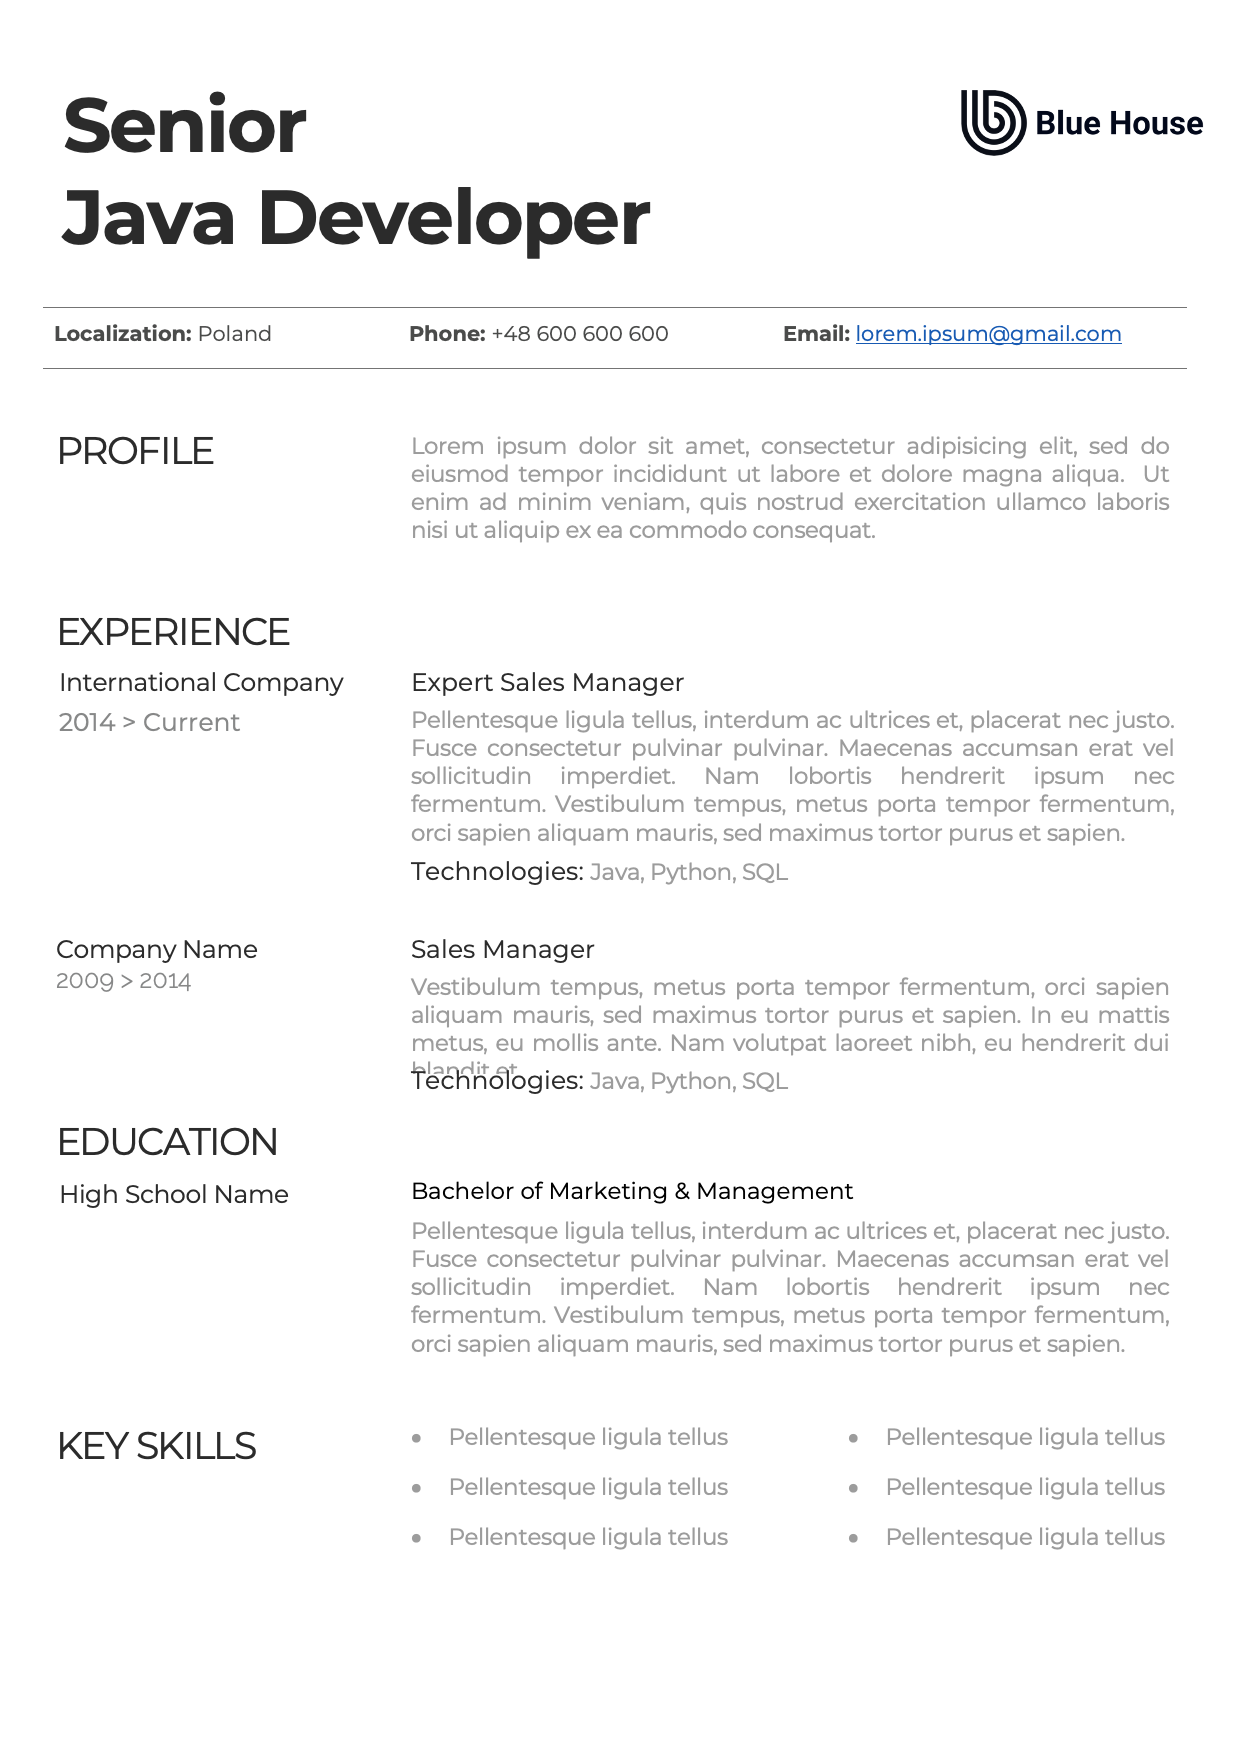 Senior
Java Developer
Blue House
Localization: Poland
Phone: +48 600 600 600
Email: lorem.ipsum@gmail.com
PROFILE
Lorem ipsum dolor sit amet, consectetur adipisicing elit, sed do
eiusmod tempor incididunt ut labore et dolore magna aliqua. Ut
enim ad minim veniam, quis nostrud exercitation ullamco laboris
nisi ut aliquip ex ea commodo consequat.
EXPERIENCE
International Company
2014 > Current
Expert Sales Manager
Pellentesque ligula tellus, interdum ac ultrices et, placerat nec justo.
Fusce consectetur pulvinar pulvinar. Maecenas accumsan erat vel
sollicitudin imperdiet. Nam lobortis hendrerit ipsum nec
fermentum. Vestibulum tempus, metus porta tempor fermentum,
orci sapien aliquam mauris, sed maximus tortor purus et sapien.
Technologies: Java, Python, SQL
Company Name
2009 > 2014
Sales Manager
Vestibulum tempus, metus porta tempor fermentum, orci sapien
aliquam mauris, sed maximus tortor purus et sapien. In eu mattis
metus, eu mollis ante. Nam volutpat laoreet nibh, eu hendrerit dui
blandit et
Technologies: Java, Python, SQL
EDUCATION
High School Name
Bachelor of Marketing & Management
Pellentesque ligula tellus, interdum ac ultrices et, placerat nec justo.
Fusce consectetur pulvinar pulvinar. Maecenas accumsan erat vel
sollicitudin imperdiet. Nam lobortis hendrerit ipsum nec
fermentum. Vestibulum tempus, metus porta tempor fermentum,
orci sapien aliquam mauris, sed maximus tortor purus et sapien.
KEY SKILLS
• Pellentesque ligula tellus
• Pellentesque ligula tellus
• Pellentesque ligula tellus
• Pellentesque ligula tellus
• Pellentesque ligula tellus
• Pellentesque ligula tellus